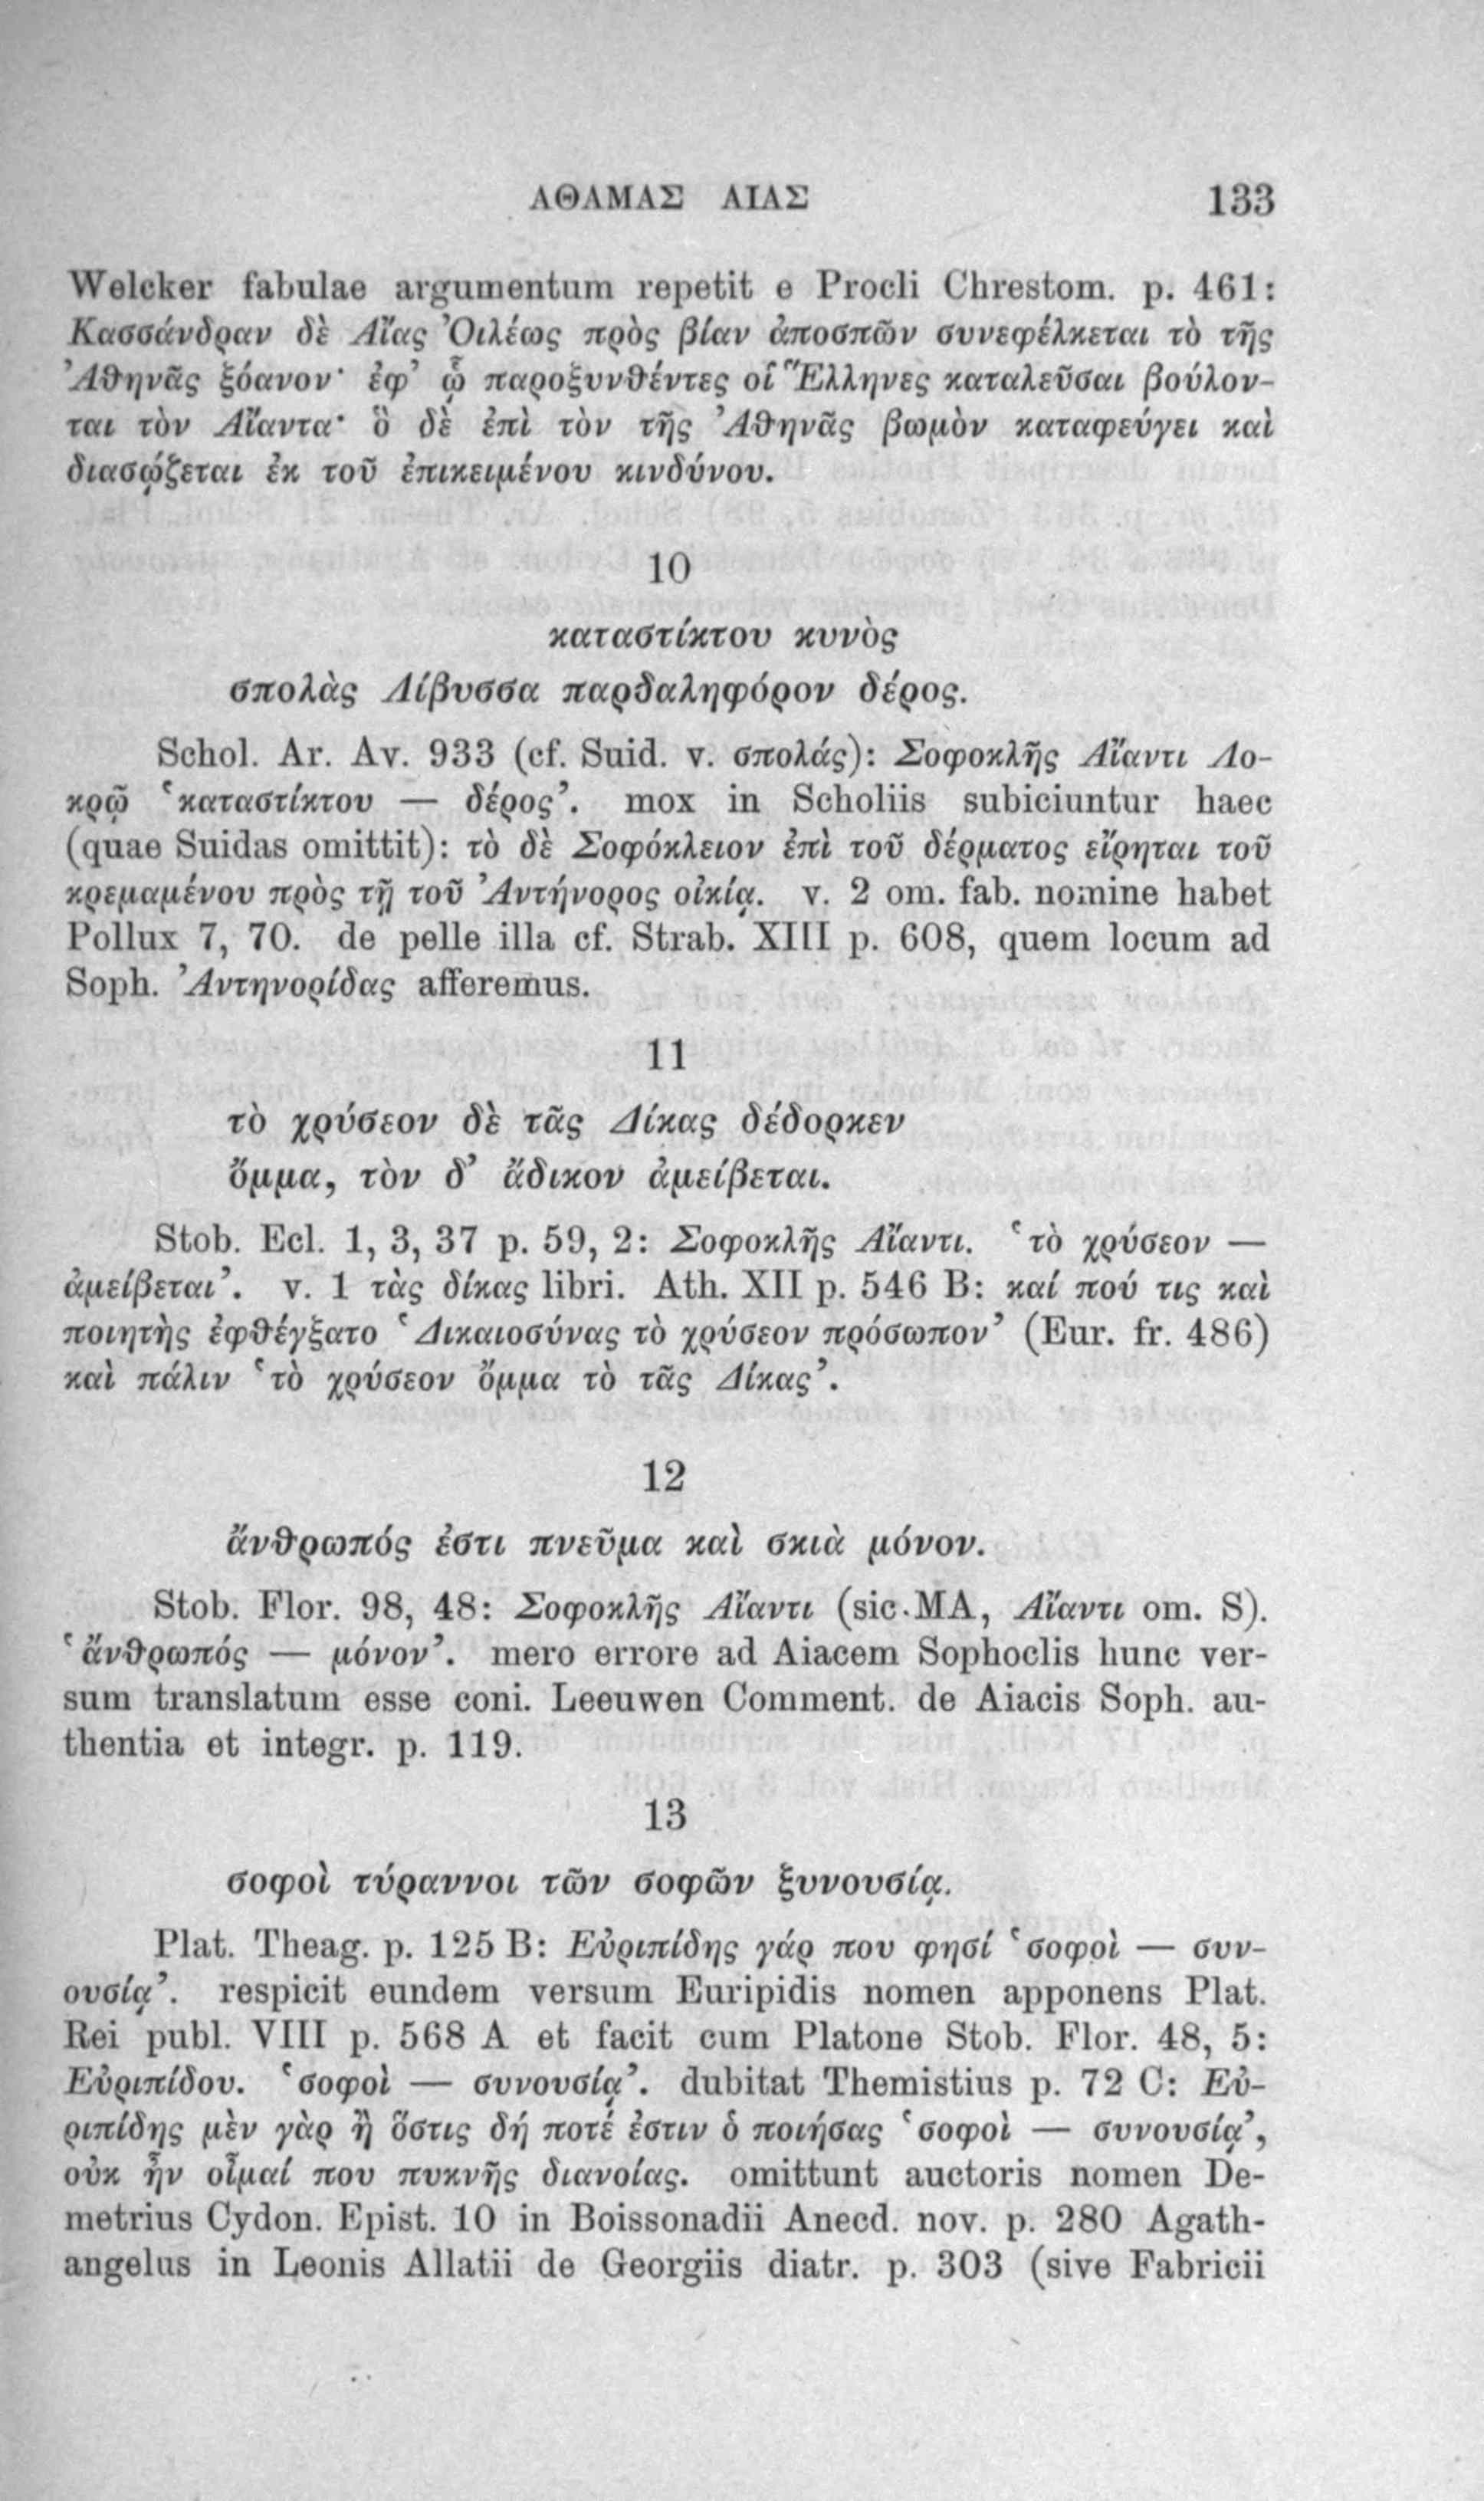 ΑΘΑΜΑΣ ΑΙΑΣ 133
Welcker fabulae argumentum repetit e Procli Chrestom. p. 461:
Κασσάνδραν δὲ Αἴας Ὀιλέως πρὸς βίαν ἀποσπῶν συνεφέλκεται τὸ τῆς
Ἀθηνᾶς ξόανον· ἐφ’ ᾧ παροξυνθέντες οἱ Ἕλληνες καταλεῦσαι βούλον-
ται τὸν Αἴαντα· ὃ δὲ ἐπὶ τὸν τῆς Ἀθηνᾶς βωμὸν καταφεύγει καὶ
διασῴζεται ἐκ τοῦ ἐπικειμένου κινδύνου.
10
καταστίκτου κυνὸς
σπολὰς Λίβυσσα παρδαληφόρον δέρος.
Schol. Ar. Av. 933 (cf. Suid. v. σπολάς): Σοφοκλῆς Αἴαντι Λο-
κρῷ ‘καταστίκτου — δέρος’. mox in Scholiis subiciuntur haec
(quae Suidas omittit): τὸ δὲ Σοφόκλειον ἐπὶ τοῦ δέρματος εἴρηται τοῦ
κρεμαμένου πρὸς τῇ τοῦ Ἀντήνορος οἰκίᾳ. v. 2 om. fab. nomine habet
Pollux 7, 70. de pelle illa cf. Strab. XIII p. 608, quem locum ad
Soph. Ἀντηνορίδας afferemus.
11
τὸ χρύσεον δὲ τᾶς Δίκας δέδορκεν
ὄμμα, τὸν δ’ ἄδικον ἀμείβεται.
Stob. Ecl. 1, 3, 37 p. 59, 2: Σοφοκλῆς Αἴαντι. ‘τὸ χρύσεον —
ἀμείβεται’. v. 1 τὰς δίκας libri. Ath. XII p. 546 B: καί πού τις καὶ
ποιητὴς ἐφθέγξατο ‘Δικαιοσύνας τὸ χρύσεον πρόσωπον’ (Eur. fr. 486)
καὶ πάλιν ‘τὸ χρύσεον ὄμμα τὸ τᾶς Δίκας’.
12
ἄνθρωπός ἐστι πνεῦμα καὶ σκιὰ μόνον.
Stob. Flor. 98, 48: Σοφοκλῆς Αἴαντι (sic MA, Αἴαντι om. S).
‘ἄνθρωπός — μόνον’. mero errore ad Aiacem Sophoclis hunc ver-
sum translatum esse coni. Leeuwen Comment. de Aiacis Soph. au-
thentia et integr. p. 119.
13
σοφοὶ τύραννοι τῶν σοφῶν ξυνουσίᾳ.
Plat. Theag. p. 125 B: Εὐριπίδης γάρ που φησί ‘σοφοὶ — συν-
ουσίᾳ’. respicit eundem versum Euripidis nomen apponens Plat.
Rei publ. VIII p. 568 A et facit cum Platone Stob. Flor. 48, 5:
Εὐριπίδου. ‘σοφοὶ — συνουσίᾳ’. dubitat Themistius p. 72 C: Εὐ-
ριπίδης μὲν γὰρ ἢ ὅστις δή ποτέ ἐστιν ὁ ποιήσας ‘σοφοὶ — συνουσίᾳ’,
οὐκ ἦν οἶμαί που πυκνῆς διανοίας. omittunt auctoris nomen De-
metrius Cydon. Epist. 10 in Boissonadii Anecd. nov. p. 280 Agath-
angelus in Leonis Allatii de Georgiis diatr. p. 303 (sive Fabricii